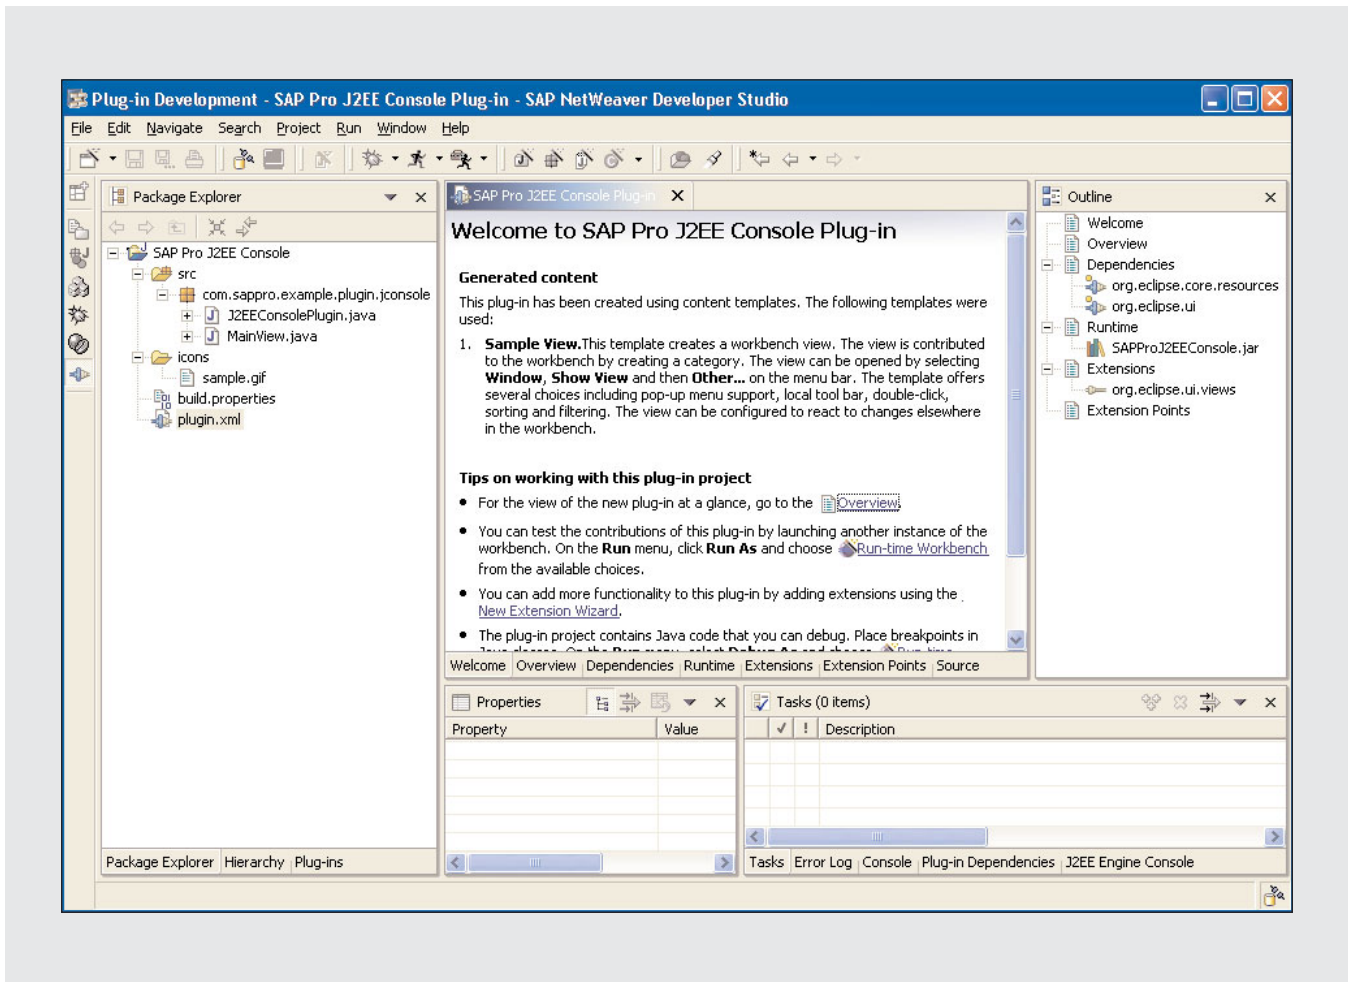 Plug-in Development - SAP Pro J2EE Console Plug-in - SAP NetWeaver Developer Studio
File Edit Navigate Search Project Run Window Help
Package Explorer
SAP Pro J2EE Console
src
com.sappro.example.plugin.jconsole
J2EEConsolePlugin.java
MainView.java
icons
sample.gif
build.properties
plugin.xml
Package Explorer Hierarchy Plug-ins
SAP Pro J2EE Console Plug-in
Welcome to SAP Pro J2EE Console Plug-in
Generated content
This plug-in has been created using content templates. The following templates were
used:
1. Sample View.This template creates a workbench view. The view is contributed
to the workbench by creating a category. The view can be opened by selecting
Window, Show View and then Other... on the menu bar. The template offers
several choices including pop-up menu support, local tool bar, double-click,
sorting and filtering. The view can be configured to react to changes elsewhere
in the workbench.
Tips on working with this plug-in project
• For the view of the new plug-in at a glance, go to the Overview.
• You can test the contributions of this plug-in by launching another instance of the
workbench. On the Run menu, click Run As and choose Run-time Workbench
from the available choices.
• You can add more functionality to this plug-in by adding extensions using the
New Extension Wizard.
• The plug-in project contains Java code that you can debug. Place breakpoints in
Java classes. On the Run menu, select Debug As and choose Run-time
Welcome Overview Dependencies Runtime Extensions Extension Points Source
Outline
Welcome
Overview
Dependencies
org.eclipse.core.resources
org.eclipse.ui
Runtime
SAPProJ2EEConsole.jar
Extensions
org.eclipse.ui.views
Extension Points
Properties
Property Value
Tasks (0 items)
✓ ! Description
Tasks Error Log Console Plug-in Dependencies J2EE Engine Console